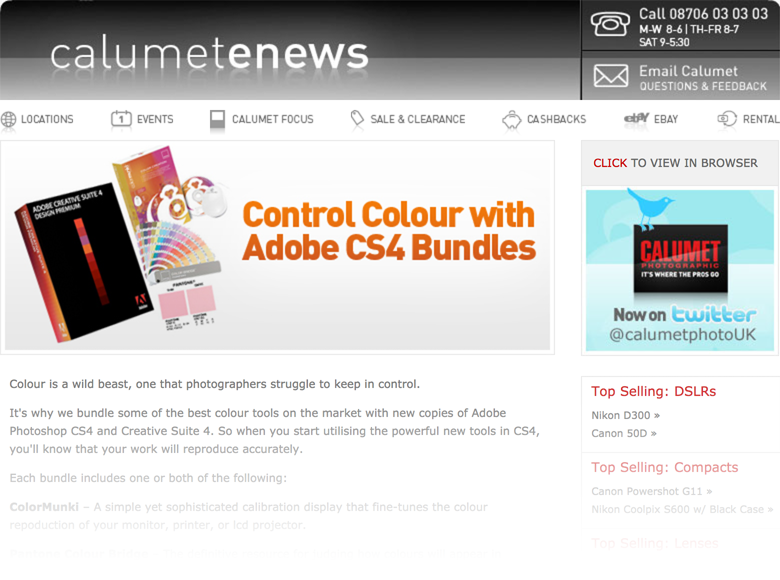 calumetenews
Call 08706 03 03 03
M-W 8-6 | TH-FR 8-7
SAT 9-5:30
Email Calumet
QUESTIONS & FEEDBACK
LOCATIONS
EVENTS
CALUMET FOCUS
SALE & CLEARANCE
CASHBACKS
ebay EBAY
RENTAL
ADOBE CREATIVE SUITE 4
DESIGN PREMIUM
PANTONE
Control Colour with
Adobe CS4 Bundles
CLICK TO VIEW IN BROWSER
CALUMET
PHOTOGRAPHIC
IT'S WHERE THE PROS GO
Now on twitter
@calumetphotoUK
Colour is a wild beast, one that photographers struggle to keep in control.
It's why we bundle some of the best colour tools on the market with new copies of Adobe
Photoshop CS4 and Creative Suite 4. So when you start utilising the powerful new tools in CS4,
you'll know that your work will reproduce accurately.
Each bundle includes one or both of the following:
ColorMunki – A simple yet sophisticated calibration display that fine-tunes the colour
repoduction of your monitor, printer, or lcd projector.
Top Selling: DSLRs
Nikon D300 »
Canon 50D »
Top Selling: Compacts
Canon Powershot G11 »
Nikon Coolpix S600 w/ Black Case »
Top Selling: Lenses